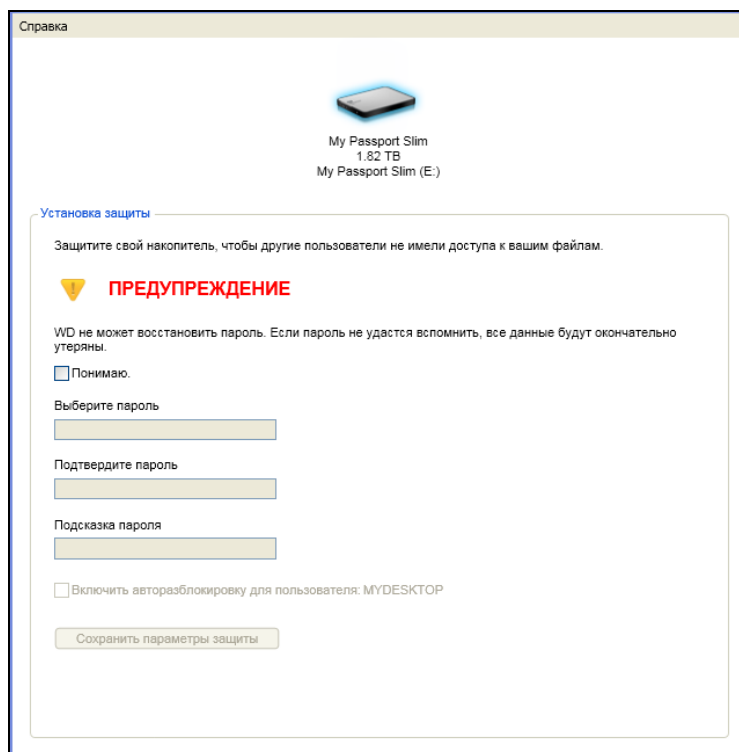 Справка
My Passport Slim
1.82 TB
My Passport Slim (E:)
Установка защиты
Защитите свой накопитель, чтобы другие пользователи не имели доступа к вашим файлам.
ПРЕДУПРЕЖДЕНИЕ
WD не может восстановить пароль. Если пароль не удастся вспомнить, все данные будут окончательно
утеряны.
Понимаю.
Выберите пароль
Подтвердите пароль
Подсказка пароля
Включить авторазблокировку для пользователя: MYDESKTOP
Сохранить параметры защиты